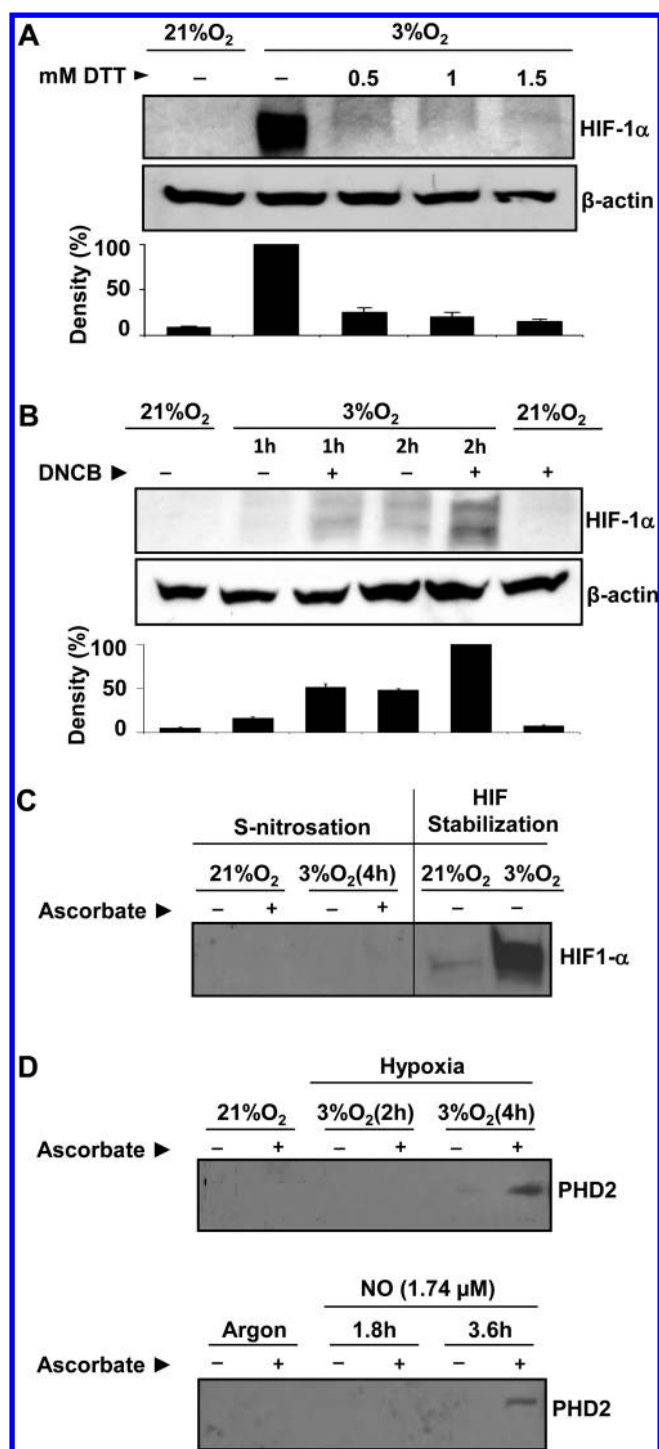 A
21%O₂ 3%O₂
mM DTT ► – – 0.5 1 1.5
HIF-1α
β-actin
Density (%)
100
50
0
B
21%O₂ 3%O₂ 21%O₂
1h 1h 2h 2h
DNCB ► – – + – + +
HIF-1α
β-actin
Density (%)
100
50
0
C
S-nitrosation HIF Stabilization
21%O₂ 3%O₂(4h) 21%O₂ 3%O₂
Ascorbate ► – + – + – –
HIF1-α
D
Hypoxia
21%O₂ 3%O₂(2h) 3%O₂(4h)
Ascorbate ► – + – + – +
PHD2
NO (1.74 µM)
Argon 1.8h 3.6h
Ascorbate ► – + – + – +
PHD2